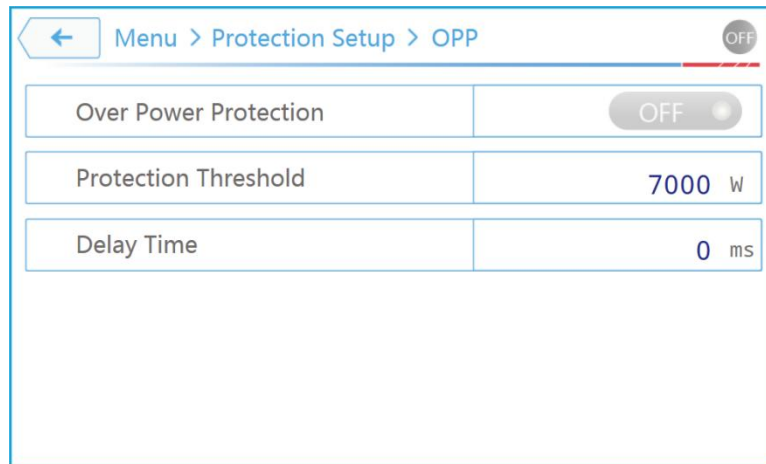 Menu > Protection Setup > OPP OFF
Over Power Protection OFF
Protection Threshold 7000 W
Delay Time 0 ms